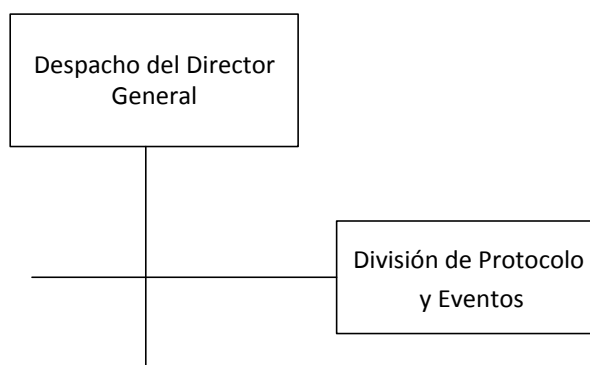 Despacho del Director
General
División de Protocolo
y Eventos